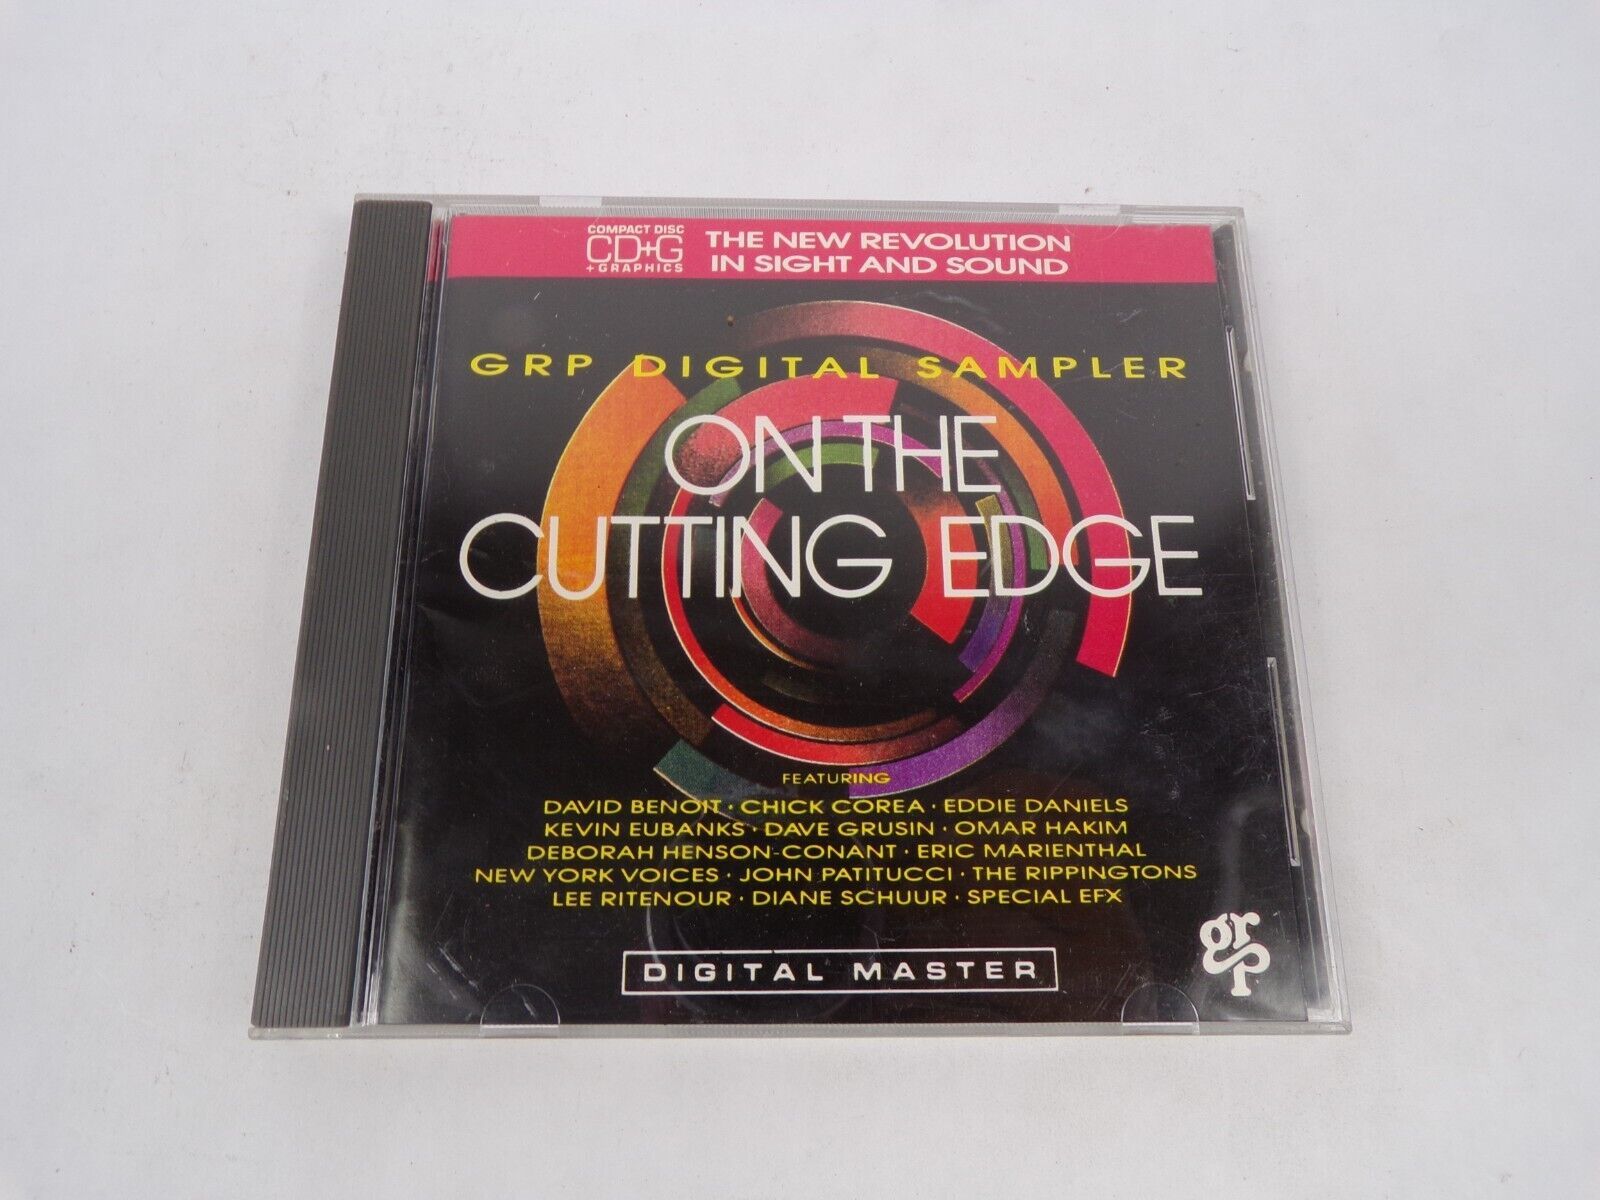 COMPACT DISC
CD+G
+GRAPHICS
THE NEW REVOLUTION
IN SIGHT AND SOUND
GRP DIGITAL SAMPLER
ON THE
CUTTING EDGE
FEATURING
DAVID BENOIT · CHICK COREA · EDDIE DANIELS
KEVIN EUBANKS · DAVE GRUSIN · OMAR HAKIM
DEBORAH HENSON-CONANT · ERIC MARIENTHAL
NEW YORK VOICES · JOHN PATITUCCI · THE RIPPINGTONS
LEE RITENOUR · DIANE SCHUUR · SPECIAL EFX
DIGITAL MASTER
grp